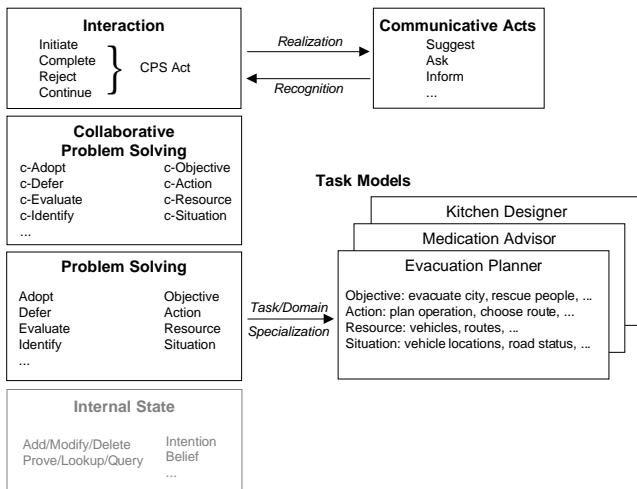 Interaction
Initiate
Complete
Reject
Continue
} CPS Act
Realization
Recognition
Communicative Acts
Suggest
Ask
Inform
...
Collaborative
Problem Solving
c-Adopt c-Objective
c-Defer c-Action
c-Evaluate c-Resource
c-Identify c-Situation
...
Problem Solving
Adopt Objective
Defer Action
Evaluate Resource
Identify Situation
...
Task/Domain
Specialization
Task Models
Kitchen Designer
Medication Advisor
Evacuation Planner
Objective: evacuate city, rescue people, ...
Action: plan operation, choose route, ...
Resource: vehicles, routes, ...
Situation: vehicle locations, road status, ...
Internal State
Add/Modify/Delete Intention
Prove/Lookup/Query Belief
...